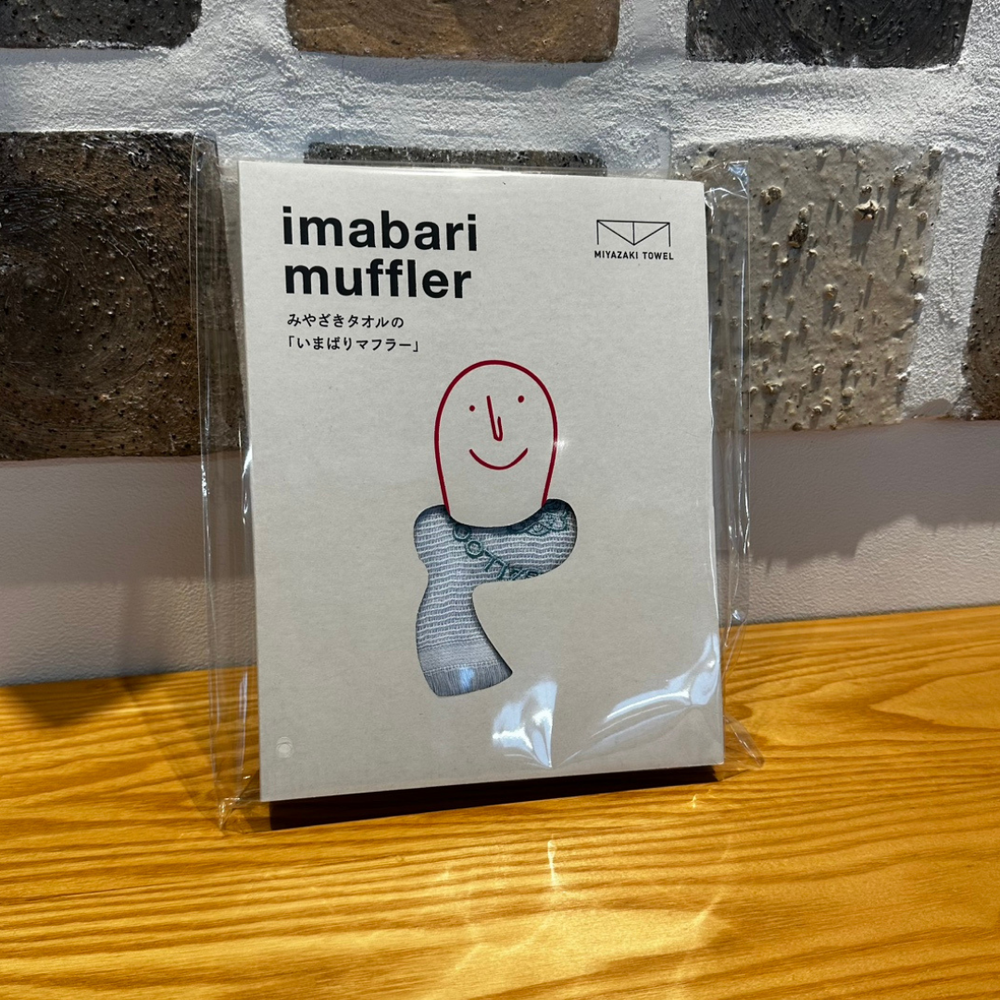 imabari
muffler
MIYAZAKI TOWEL
みやざきタオルの
「いまばりマフラー」